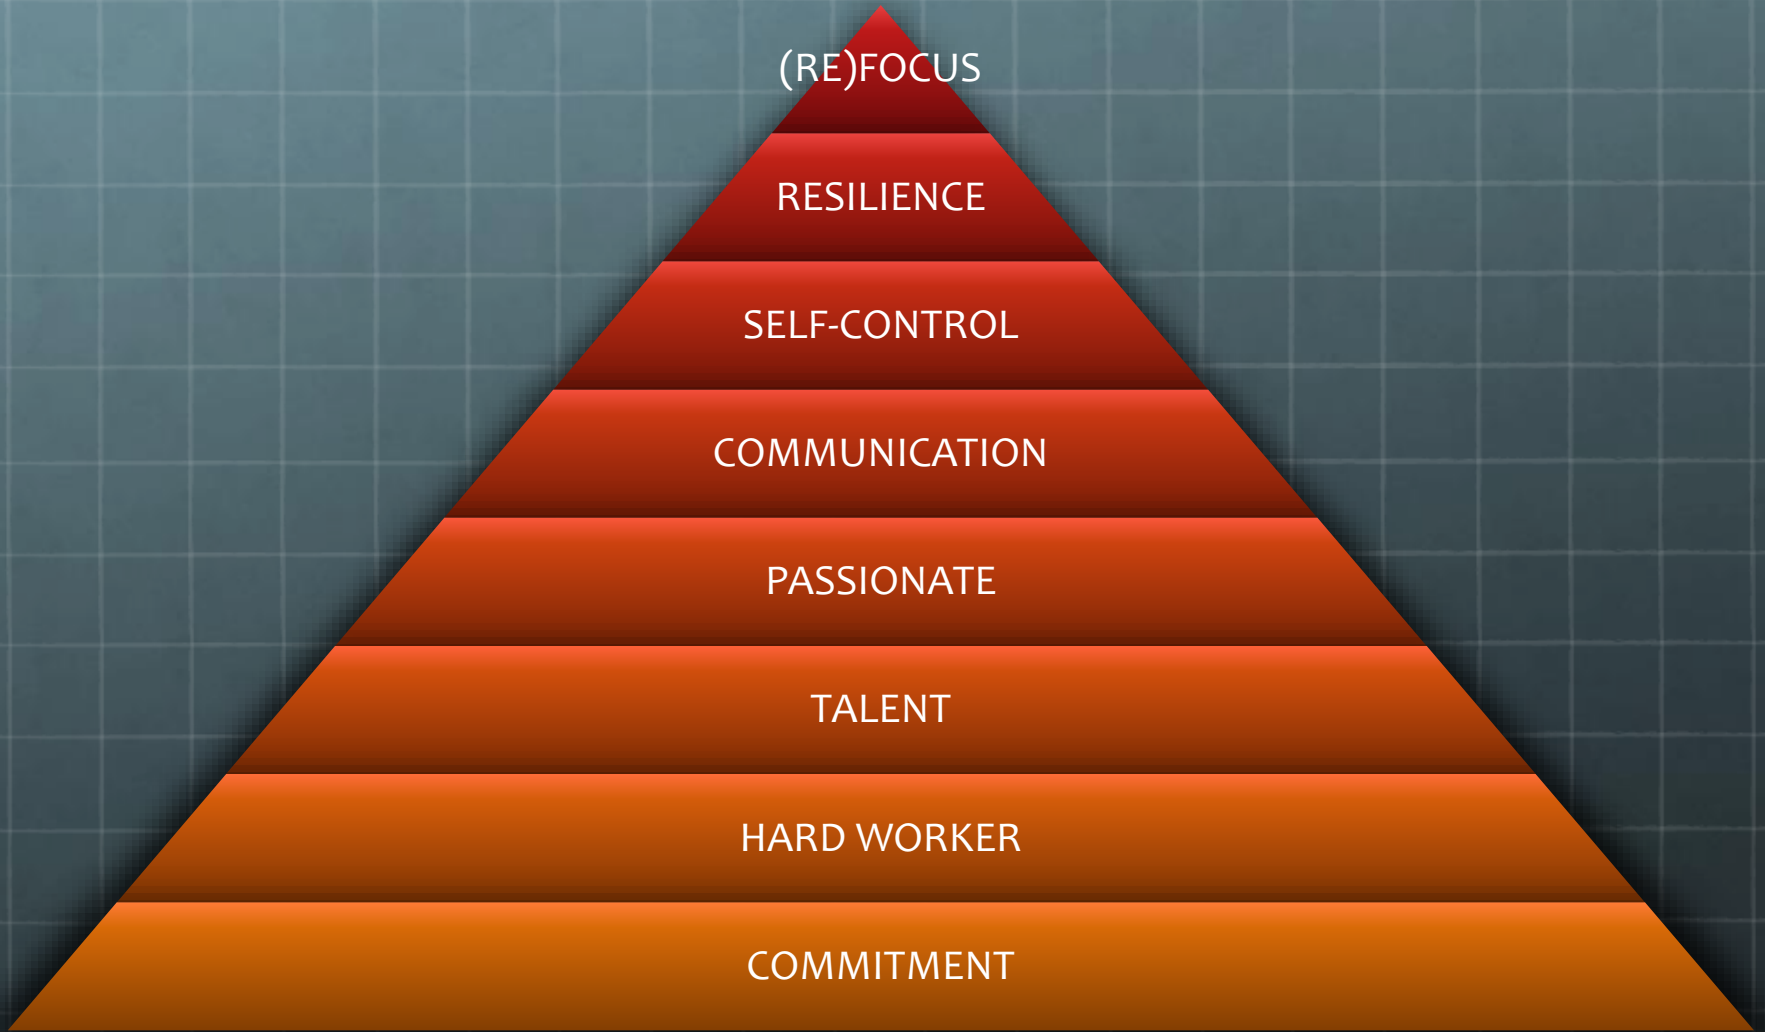 (RE)FOCUS
RESILIENCE
SELF-CONTROL
COMMUNICATION
PASSIONATE
TALENT
HARD WORKER
COMMITMENT